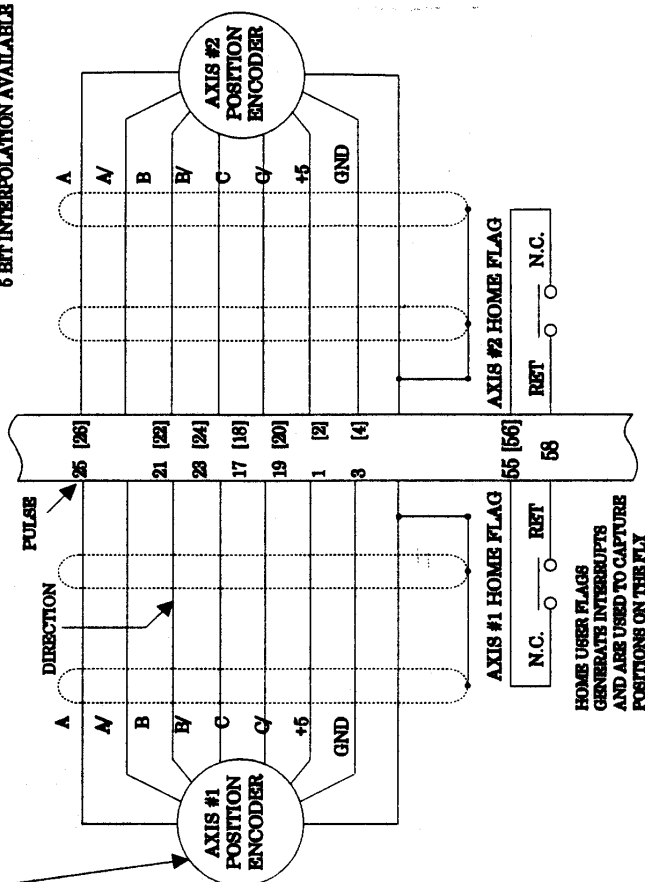 6 BIT INTERPOLATION AVAILABLE
AXIS #2
POSITION
ENCODER
A
A/
B
B/
C
C/
+5
GND
AXIS #2 HOME FLAG
RET
N.C.
PULSE
25 [26]
21 [22]
23 [24]
17 [18]
19 [20]
1 [2]
3 [4]
55 [56]
58
DIRECTION
A
A/
B
B/
C
C/
+5
GND
AXIS #1
POSITION
ENCODER
AXIS #1 HOME FLAG
N.C.
RET
HOME USER FLAGS
GENERATE INTERRUPTS
AND ARE USED TO CAPTURE
POSITIONS ON THE FLY